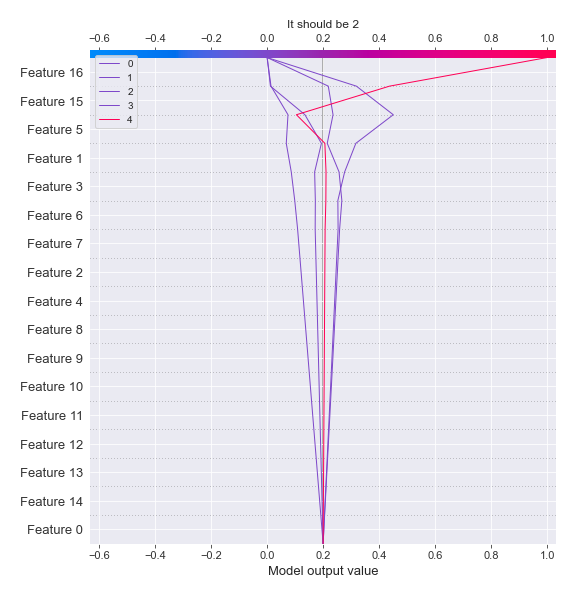 It should be 2
−0.6 −0.4 −0.2 0.0 0.2 0.4 0.6 0.8 1.0
0
1
2
3
4
Feature 16
Feature 15
Feature 5
Feature 1
Feature 3
Feature 6
Feature 7
Feature 2
Feature 4
Feature 8
Feature 9
Feature 10
Feature 11
Feature 12
Feature 13
Feature 14
Feature 0
−0.6 −0.4 −0.2 0.0 0.2 0.4 0.6 0.8 1.0
Model output value